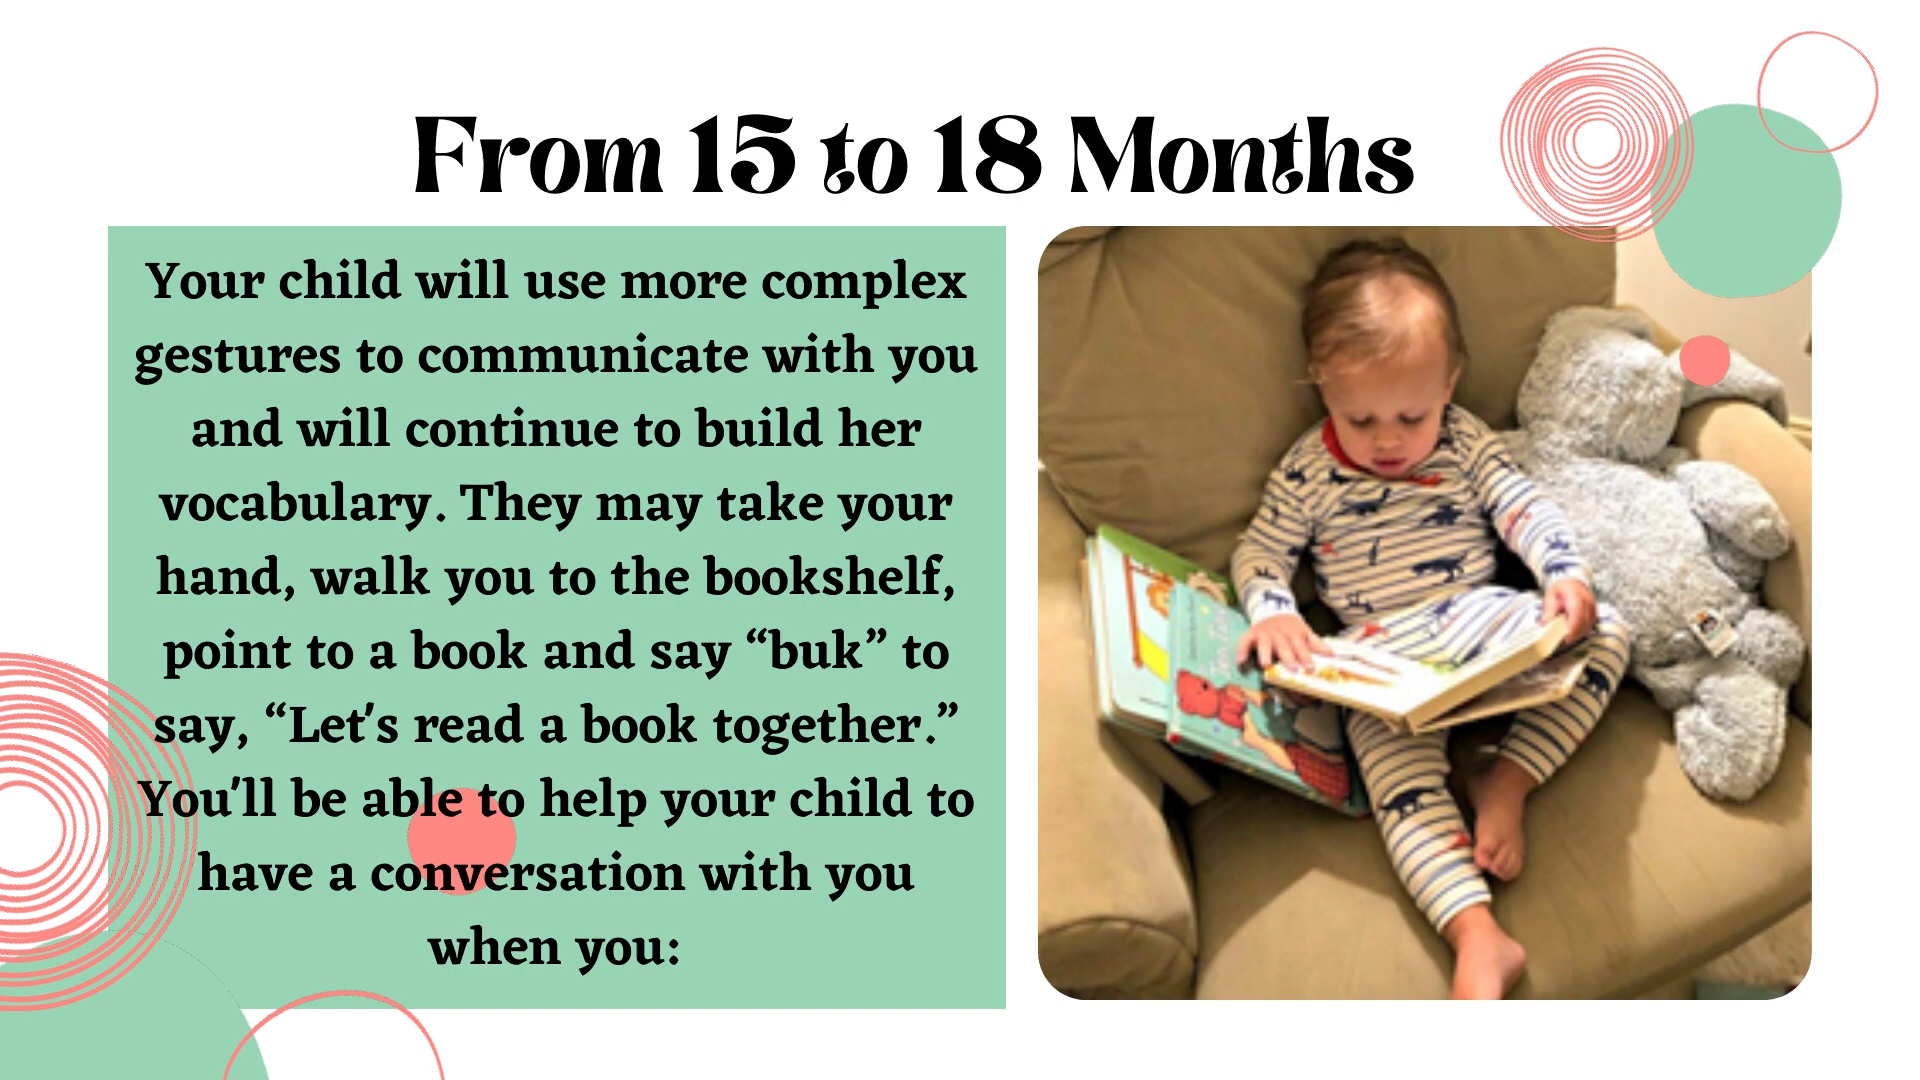 From 15 to 18 Months
Your child will use more complex
gestures to communicate with you
and will continue to build her
vocabulary. They may take your
hand, walk you to the bookshelf,
point to a book and say “buk” to
say, “Let's read a book together.”
You'll be able to help your child to
have a conversation with you
when you: